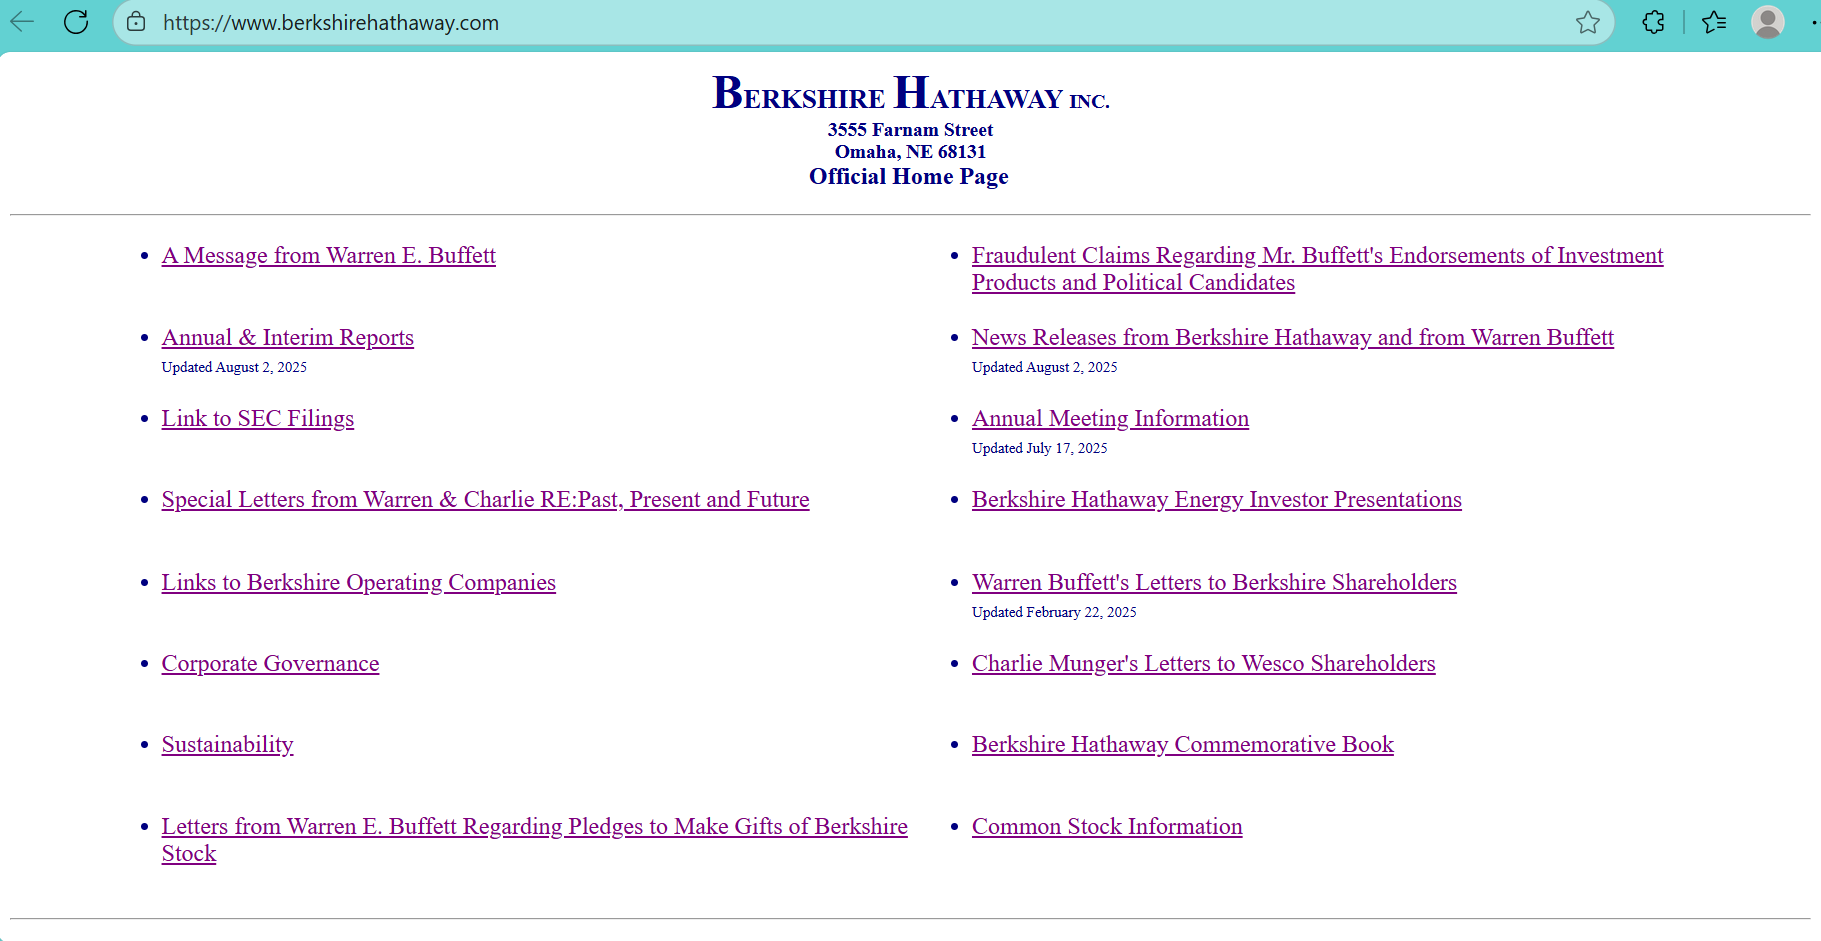 https://www.berkshirehathaway.com
BERKSHIRE HATHAWAY INC.
3555 Farnam Street
Omaha, NE 68131
Official Home Page
A Message from Warren E. Buffett
Fraudulent Claims Regarding Mr. Buffett's Endorsements of Investment
Products and Political Candidates
Annual & Interim Reports
Updated August 2, 2025
News Releases from Berkshire Hathaway and from Warren Buffett
Updated August 2, 2025
Link to SEC Filings
Annual Meeting Information
Updated July 17, 2025
Special Letters from Warren & Charlie RE:Past, Present and Future
Berkshire Hathaway Energy Investor Presentations
Links to Berkshire Operating Companies
Warren Buffett's Letters to Berkshire Shareholders
Updated February 22, 2025
Corporate Governance
Charlie Munger's Letters to Wesco Shareholders
Sustainability
Berkshire Hathaway Commemorative Book
Letters from Warren E. Buffett Regarding Pledges to Make Gifts of Berkshire
Stock
Common Stock Information